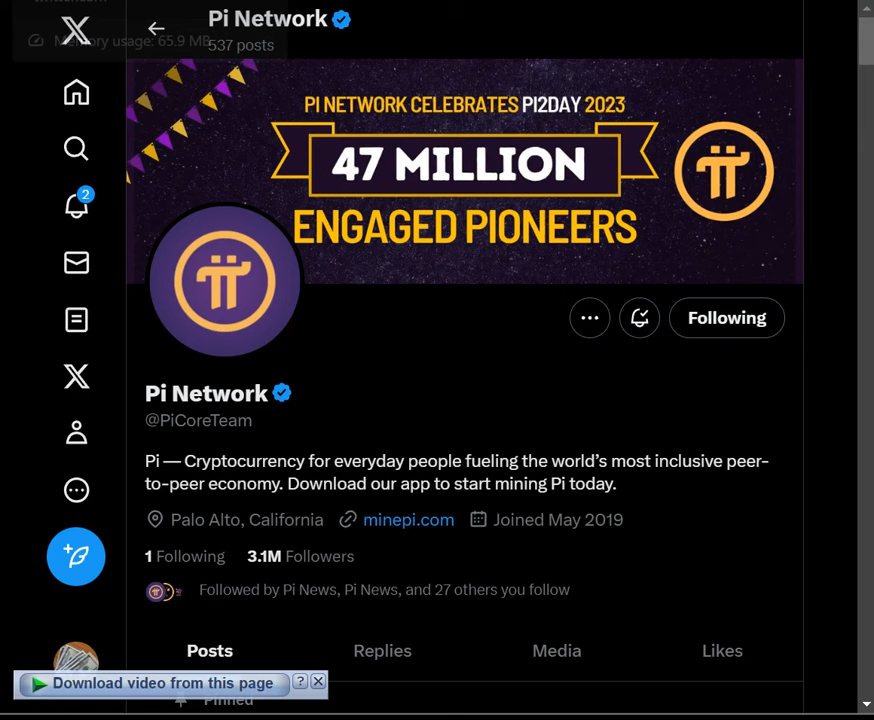 Memory usage: 65.9 MB
Pi Network
537 posts
PI NETWORK CELEBRATES PI2DAY 2023
47 MILLION
ENGAGED PIONEERS
2
Following
Pi Network
@PiCoreTeam
Pi — Cryptocurrency for everyday people fueling the world's most inclusive peer-
to-peer economy. Download our app to start mining Pi today.
Palo Alto, California minepi.com Joined May 2019
1 Following 3.1M Followers
Followed by Pi News, Pi News, and 27 others you follow
Posts Replies Media Likes
Download video from this page ? X
Pinned